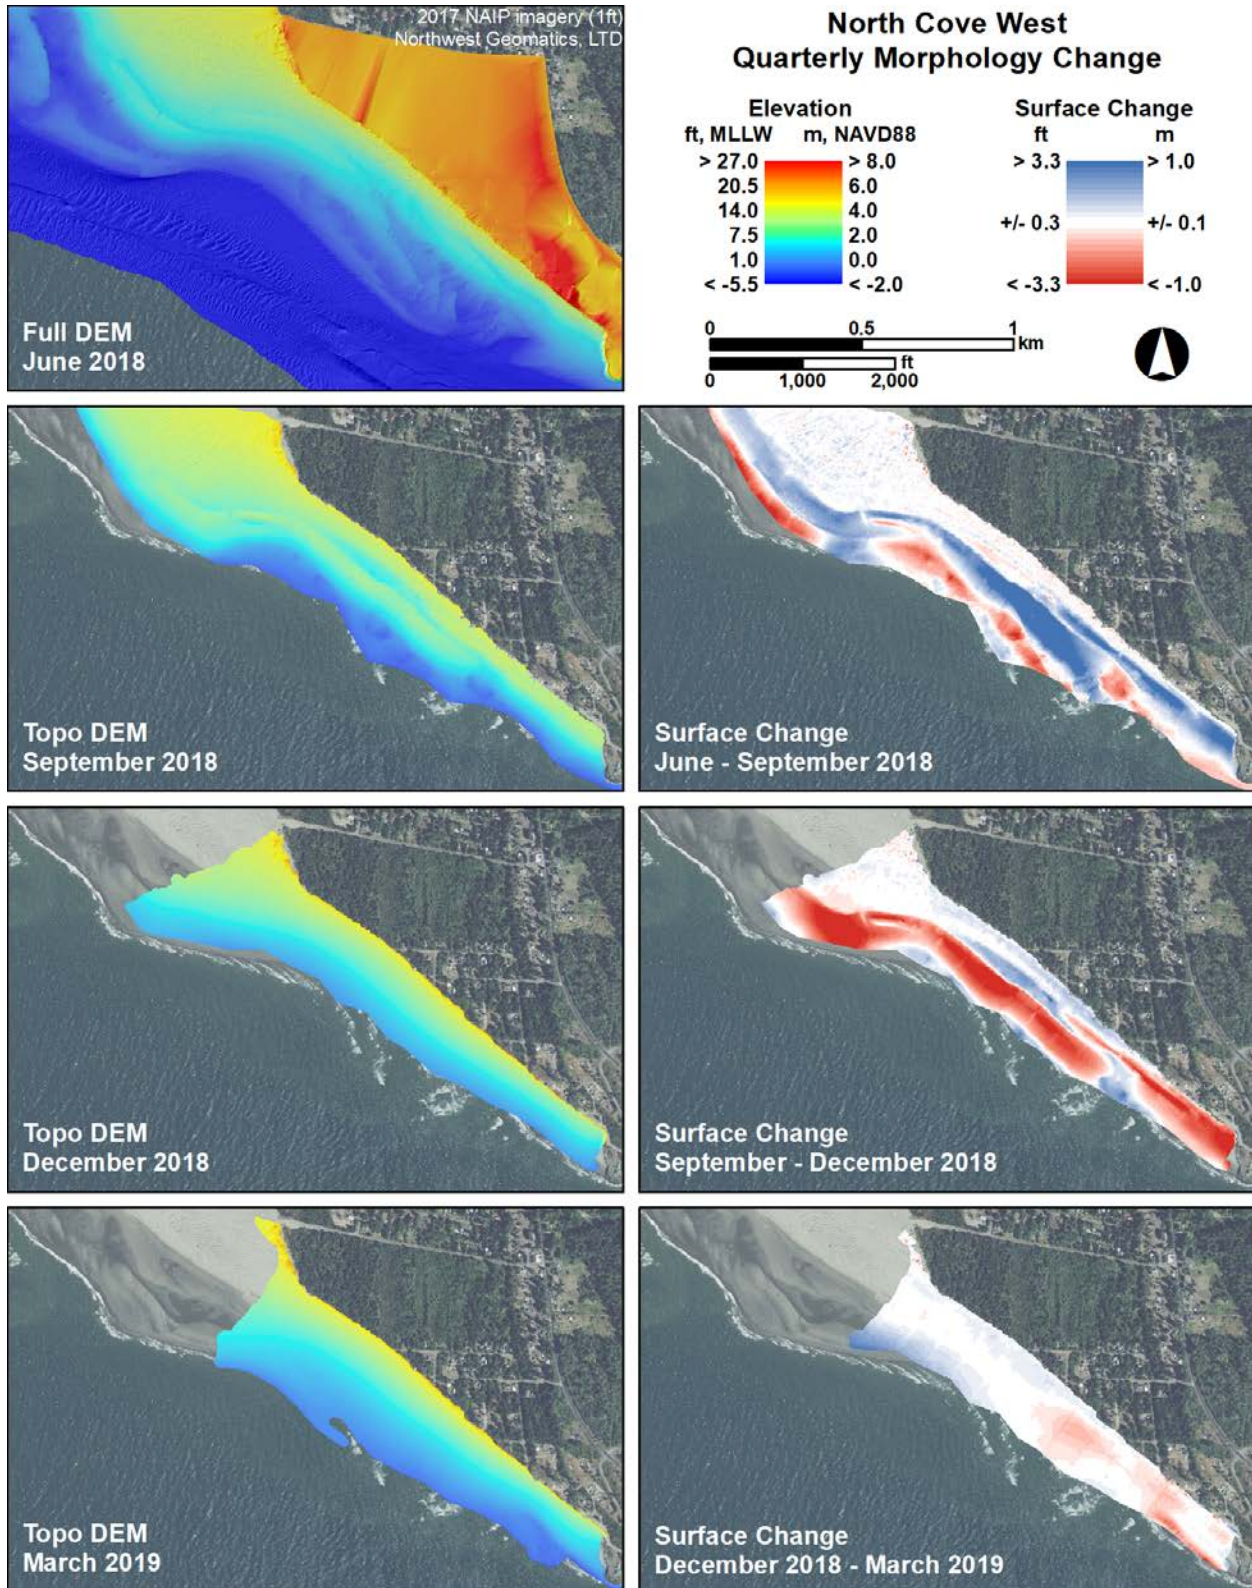 2017 NAIP imagery (1ft)
Northwest Geomatics, LTD
Full DEM
June 2018
North Cove West
Quarterly Morphology Change
Elevation
ft, MLLW m, NAVD88
> 27.0 > 8.0
20.5 6.0
14.0 4.0
7.5 2.0
1.0 0.0
< -5.5 < -2.0
Surface Change
ft m
> 3.3 > 1.0
+/- 0.3 +/- 0.1
< -3.3 < -1.0
0 0.5 1
km
ft
0 1,000 2,000
Topo DEM
September 2018
Surface Change
June - September 2018
Topo DEM
December 2018
Surface Change
September - December 2018
Topo DEM
March 2019
Surface Change
December 2018 - March 2019